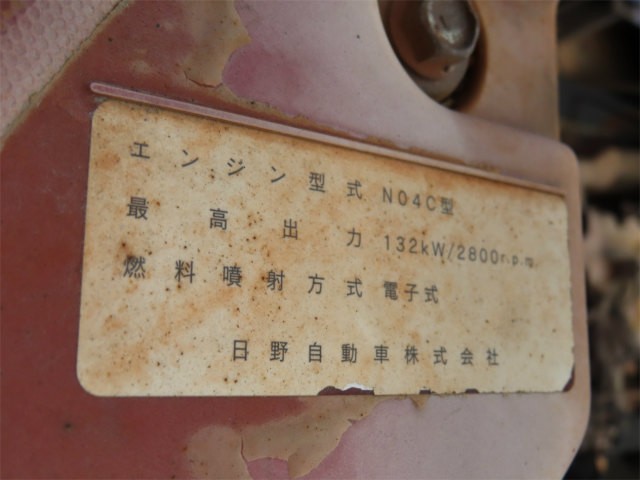 エンジン型式 N04C型
最高出力 132kW/2800r.p.m.
燃料噴射方式 電子式
日野自動車株式会社